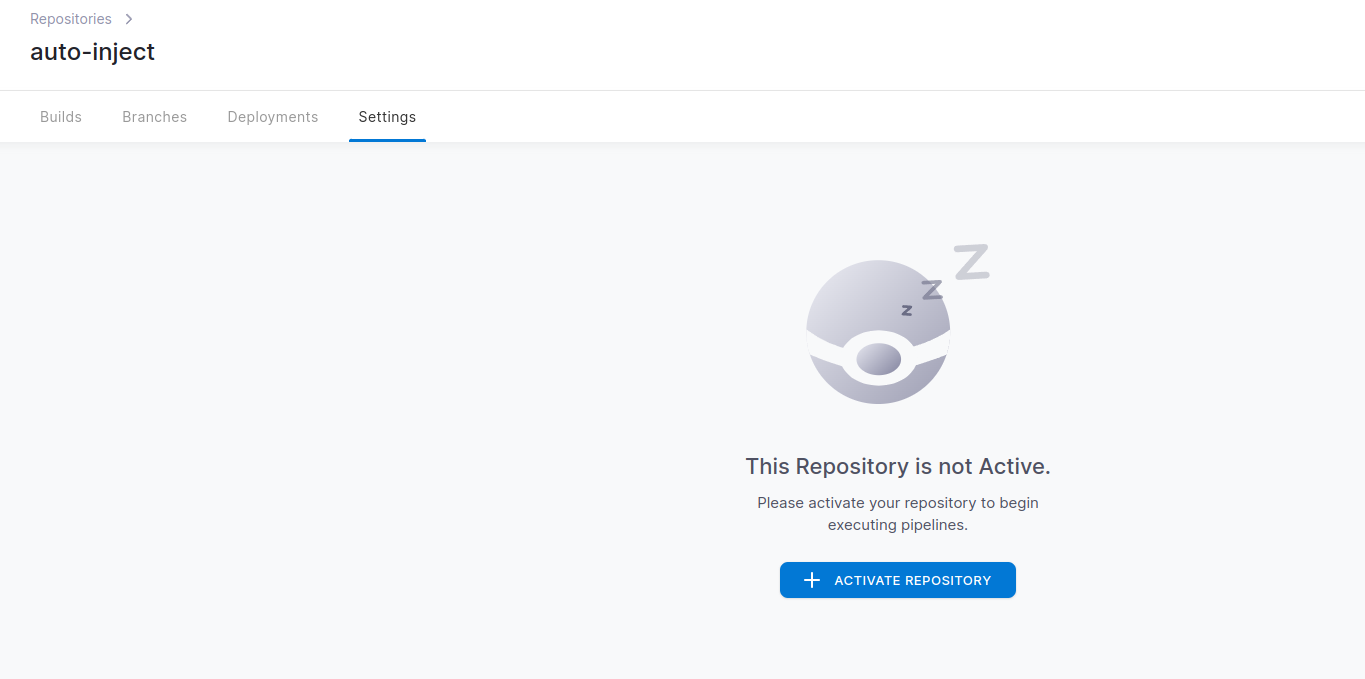 Repositories
auto-inject
Builds Branches Deployments Settings
z z z
This Repository is not Active.
Please activate your repository to begin
executing pipelines.
ACTIVATE REPOSITORY